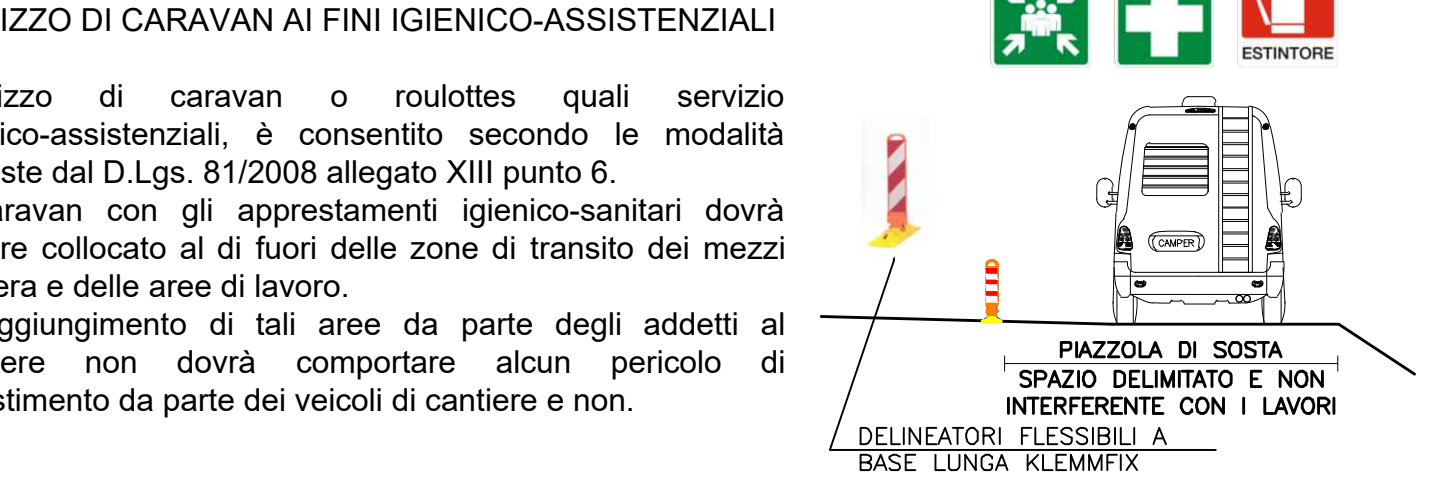 IZZO DI CARAVAN AI FINI IGIENICO-ASSISTENZIALI
izzo di caravan o roulottes quali servizio
ico-assistenziali, è consentito secondo le modalità
ste dal D.Lgs. 81/2008 allegato XIII punto 6.
aravan con gli apprestamenti igienico-sanitari dovrà
re collocato al di fuori delle zone di transito dei mezzi
era e delle aree di lavoro.
ggiungimento di tali aree da parte degli addetti al
ere non dovrà comportare alcun pericolo di
stimento da parte dei veicoli di cantiere e non.
ESTINTORE
CAMPER
PIAZZOLA DI SOSTA
SPAZIO DELIMITATO E NON
INTERFERENTE CON I LAVORI
DELINEATORI FLESSIBILI A
BASE LUNGA KLEMMFIX